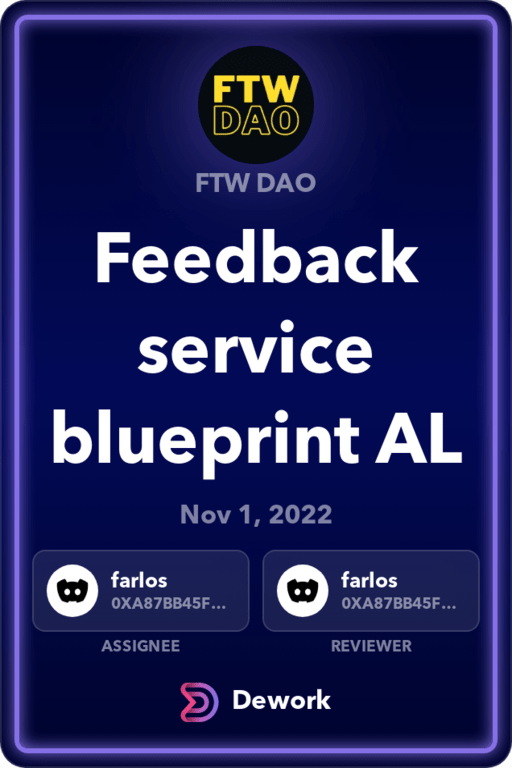 FTW
DAO
FTW DAO
Feedback
service
blueprint AL
Nov 1, 2022
farlos
0XA87BB45F...
farlos
0XA87BB45F...
ASSIGNEE
REVIEWER
Dework